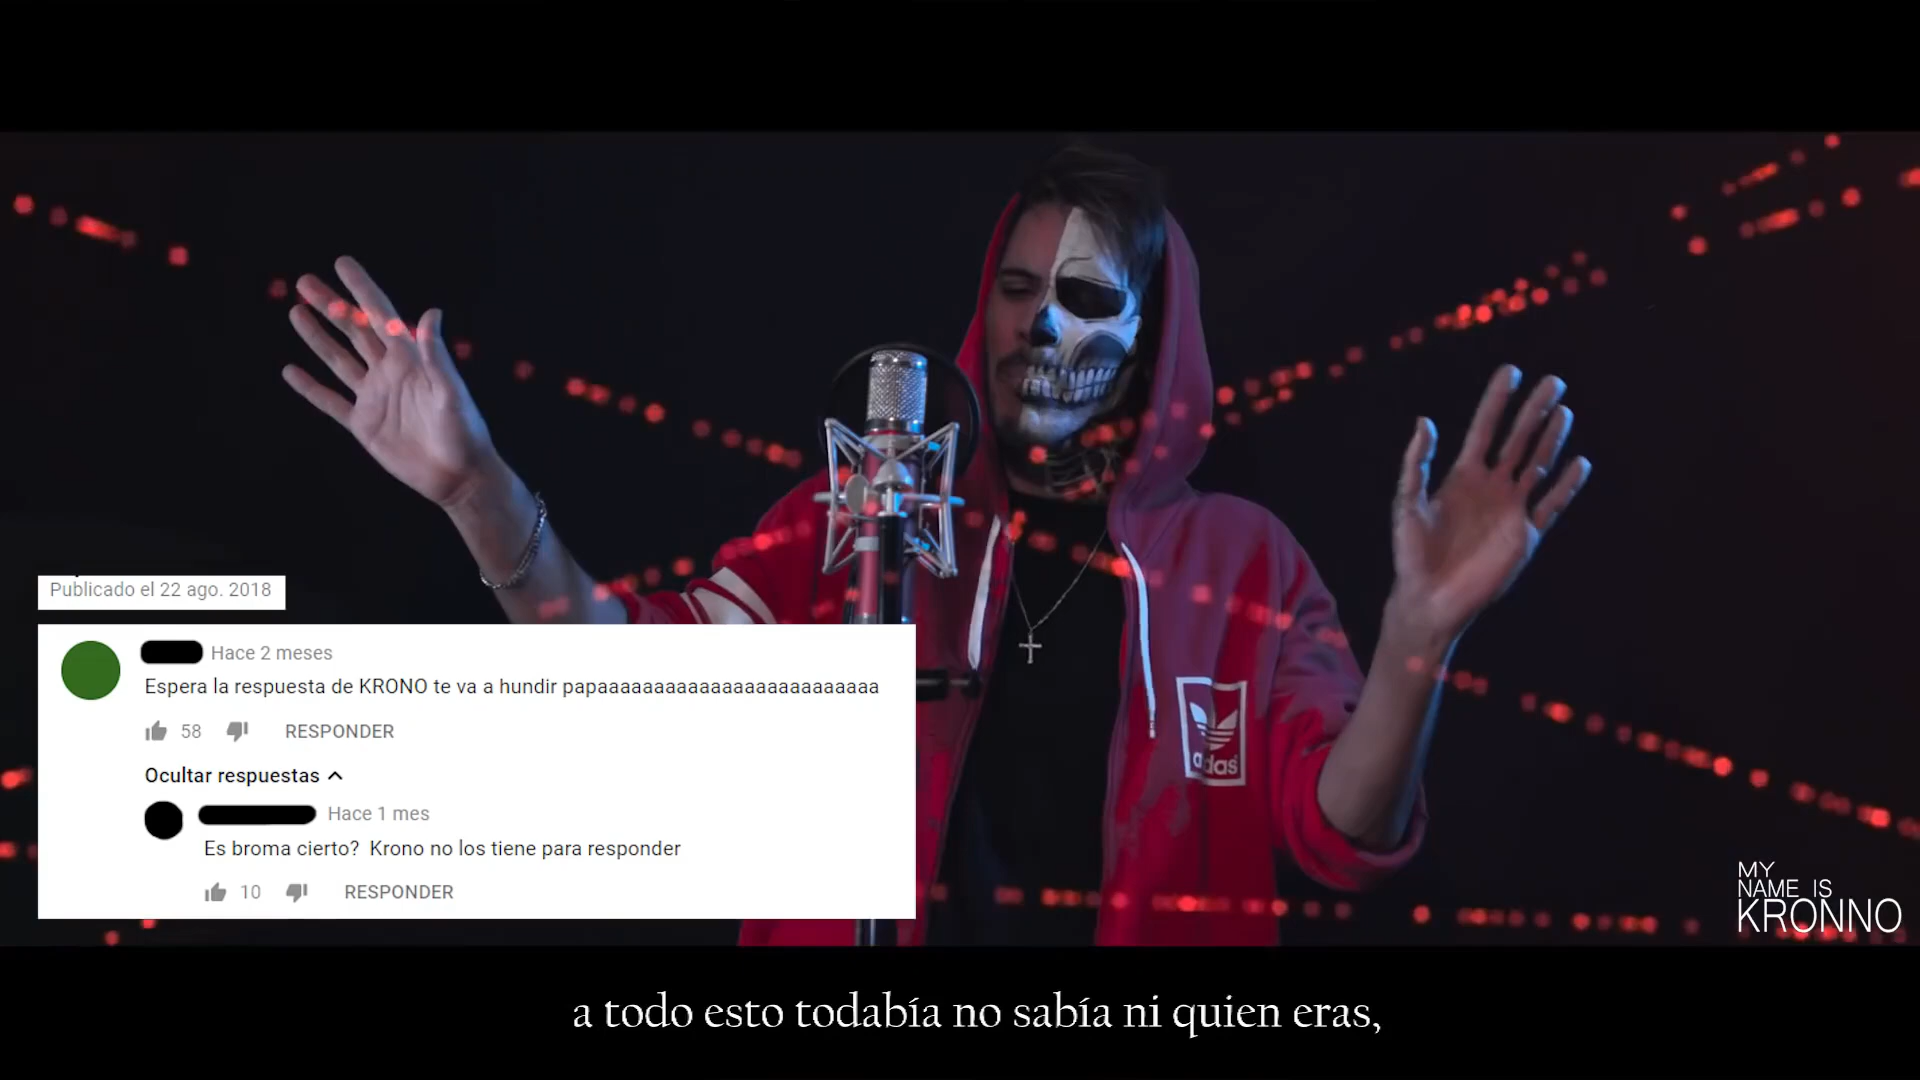 Publicado el 22 ago. 2018
Hace 2 meses
Espera la respuesta de KRONO te va a hundir papaaaaaaaaaaaaaaaaaaaaaaaaa
58 RESPONDER
Ocultar respuestas
Hace 1 mes
Es broma cierto? Krono no los tiene para responder
10 RESPONDER
adidas
MY
NAME IS
KRONNO
a todo esto todabía no sabía ni quien eras,